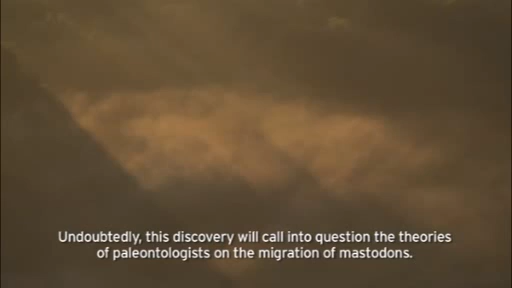 Undoubtedly, this discovery will call into question the theories
of paleontologists on the migration of mastodons.